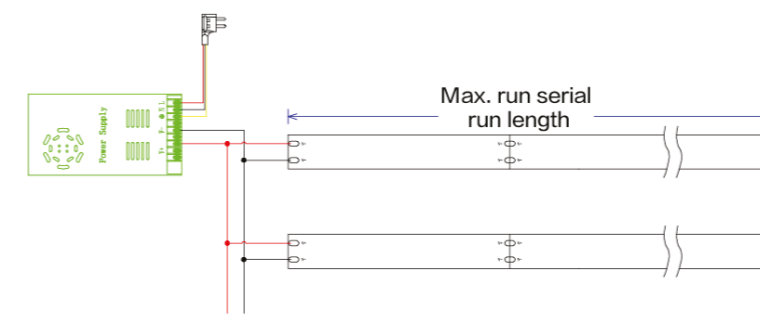 Max. run serial
run length
Power Supply
L
N
V-
V+